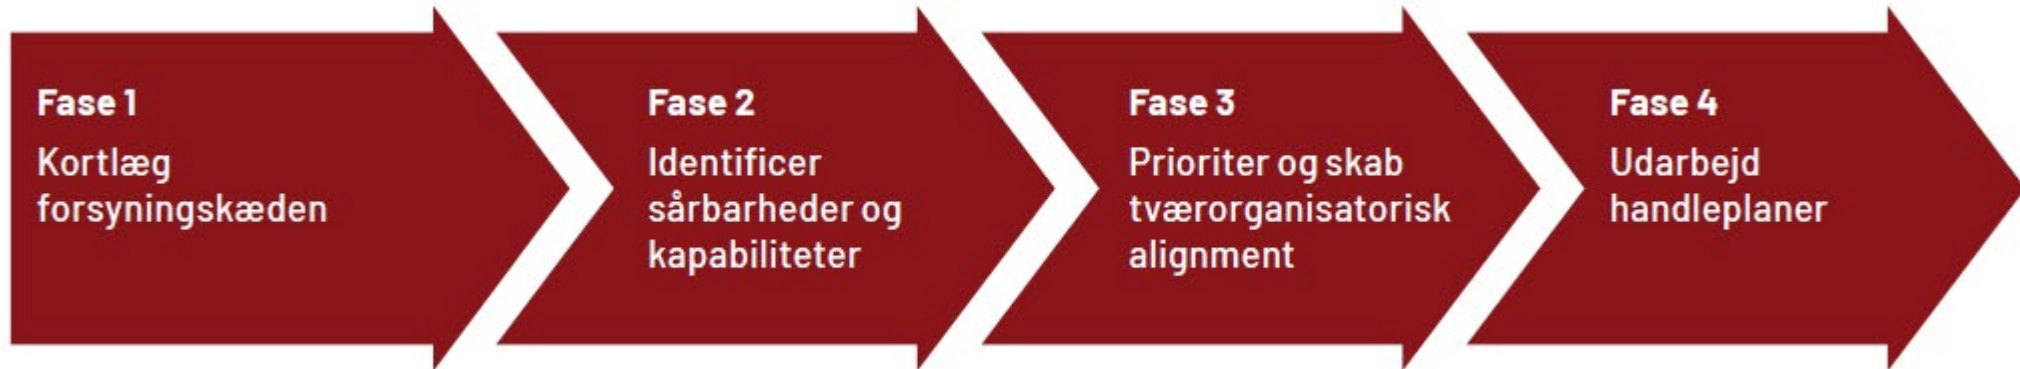 Fase 1
Kortlæg
forsyningskæden
Fase 2
Identificer
sårbarheder og
kapabiliteter
Fase 3
Prioriter og skab
tværorganisatorisk
alignment
Fase 4
Udarbejd
handleplaner